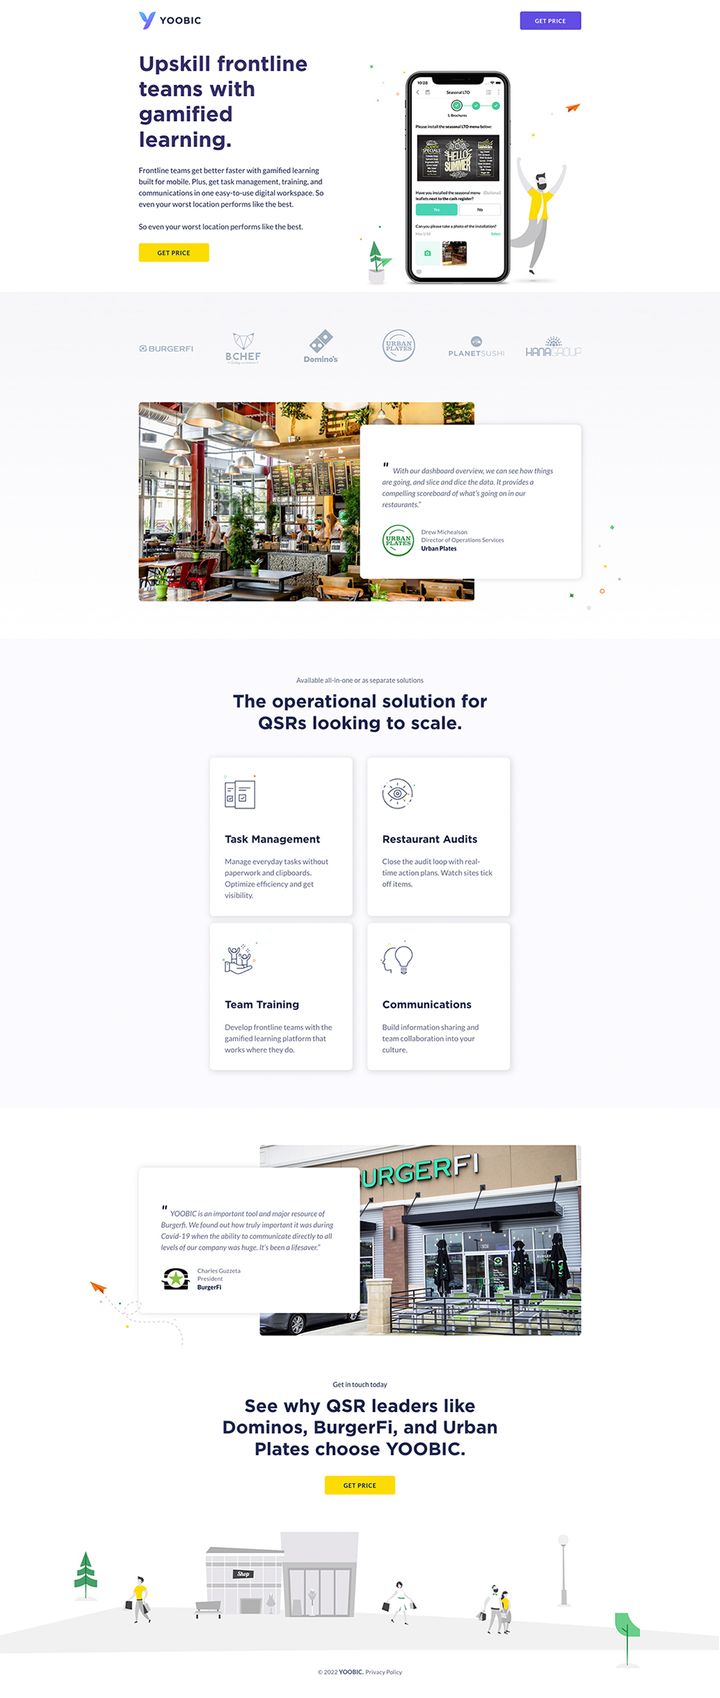 YOOBIC
GET PRICE
Upskill frontline
teams with
gamified
learning.
Frontline teams get better faster with gamified learning
built for mobile. Plus, get task management, training, and
communications in one easy-to-use digital workspace. So
even your worst location performs like the best.
So even your worst location performs like the best.
GET PRICE
10:28
Seasonal LTO
1. Brochures
Please install the seasonal LTO menu below:
SPECIALS
HELLO
SUMMER
Have you installed the seasonal menu (Optional)
leaflets next to the cash register?
Yes
No
Can you please take a photo of the installation?
Select
BURGERFI
BCHEF
Domino's
URBAN
PLATES
PLANETSUSHI
HANAGROUP
" With our dashboard overview, we can see how things
are going, and slice and dice the data. It provides a
compelling scoreboard of what's going on in our
restaurants."
URBAN
PLATES
Drew Michealson
Director of Operations Services
Urban Plates
Available all-in-one or as separate solutions
The operational solution for
QSRs looking to scale.
Task Management
Manage everyday tasks without
paperwork and clipboards.
Optimize efficiency and get
visibility.
Restaurant Audits
Close the audit loop with real-
time action plans. Watch sites tick
off items.
Team Training
Develop frontline teams with the
gamified learning platform that
works where they do.
Communications
Build information sharing and
team collaboration into your
culture.
BURGERFI
" YOOBIC is an important tool and major resource of
Burgerfi. We found out how truly important it was during
Covid-19 when the ability to communicate directly to all
levels of our company was huge. It's been a lifesaver."
Charles Guzzeta
President
BurgerFi
Get in touch today
See why QSR leaders like
Dominos, BurgerFi, and Urban
Plates choose YOOBIC.
GET PRICE
Shop
© 2022 YOOBIC. Privacy Policy